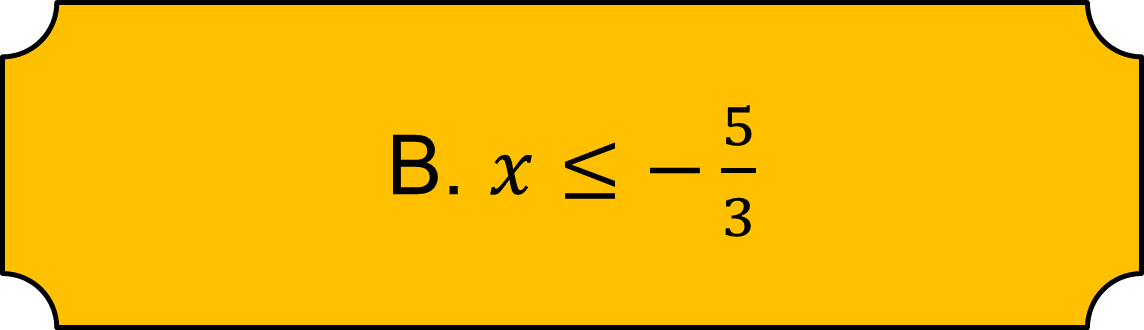 B. 𝑥 ≤ − 5/3